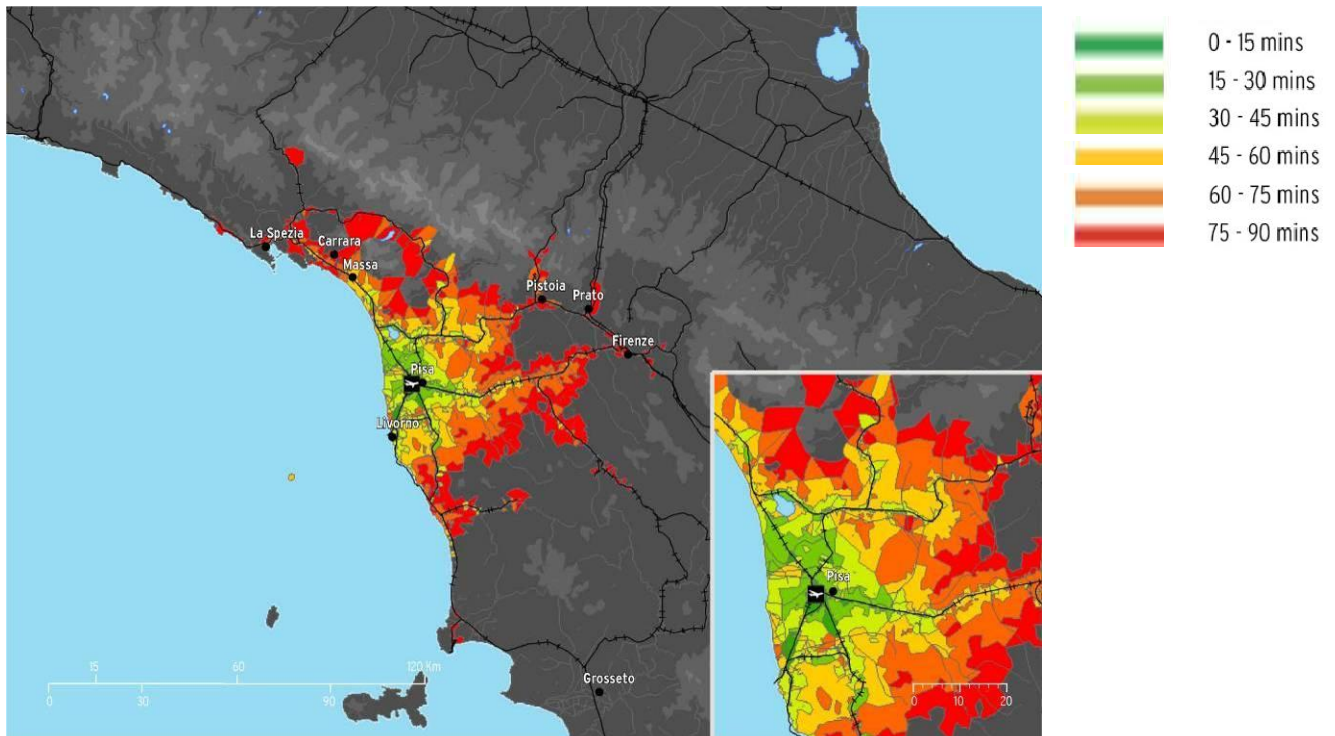 0 - 15 mins
15 - 30 mins
30 - 45 mins
45 - 60 mins
60 - 75 mins
75 - 90 mins
La Spezia
Carrara
Massa
Pistoia
Prato
Firenze
Pisa
Livorno
Pisa
Grosseto
15 60 120 Km
0 30 90
0 10 20